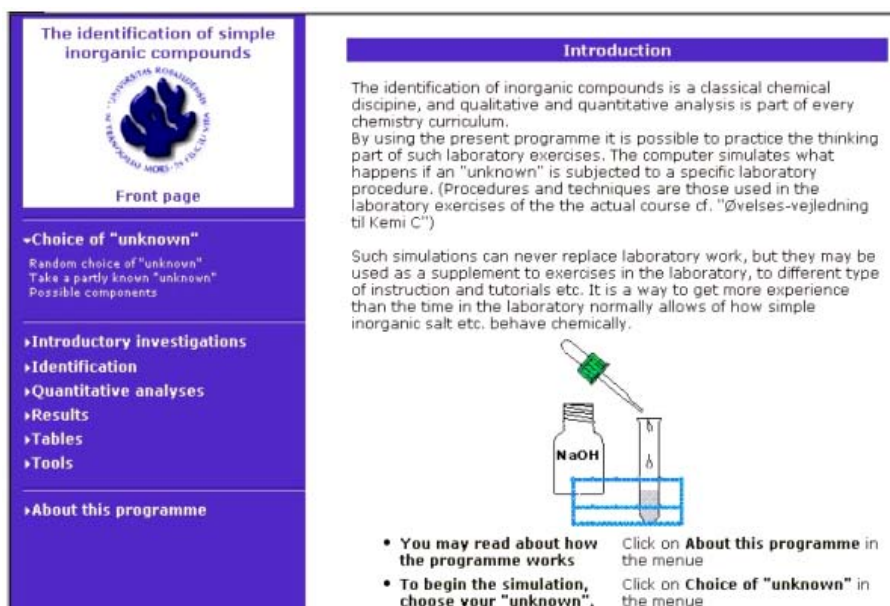 The identification of simple
inorganic compounds
Front page
Choice of "unknown"
Random choice of "unknown"
Take a partly known "unknown"
Possible components
Introductory investigations
Identification
Quantitative analyses
Results
Tables
Tools
About this programme
Introduction
The identification of inorganic compounds is a classical chemical
discipine, and qualitative and quantitative analysis is part of every
chemistry curriculum.
By using the present programme it is possible to practice the thinking
part of such laboratory exercises. The computer simulates what
happens if an "unknown" is subjected to a specific laboratory
procedure. (Procedures and techniques are those used in the
laboratory exercises of the the actual course cf. "Øvelses-vejledning
til Kemi C")
Such simulations can never replace laboratory work, but they may be
used as a supplement to exercises in the laboratory, to different type
of instruction and tutorials etc. It is a way to get more experience
than the time in the laboratory normally allows of how simple
inorganic salt etc. behave chemically.
NaOH
• You may read about how
the programme works
Click on About this programme in
the menue
• To begin the simulation,
choose your "unknown".
Click on Choice of "unknown" in
the menue